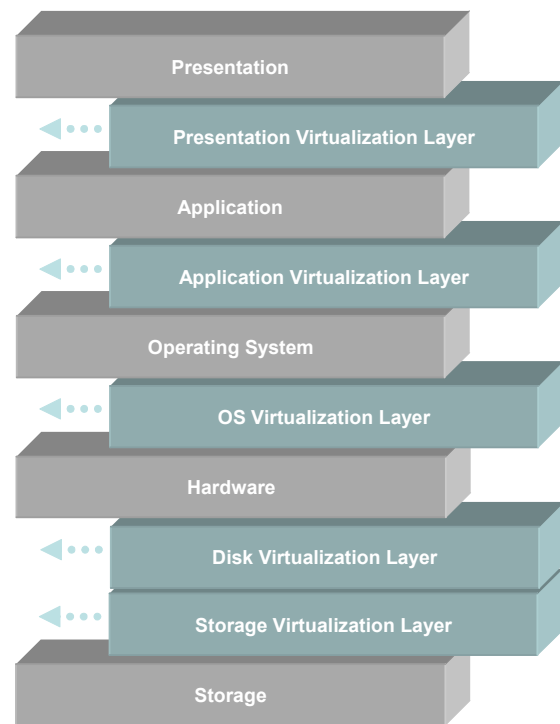 Presentation
Presentation Virtualization Layer
Application
Application Virtualization Layer
Operating System
OS Virtualization Layer
Hardware
Disk Virtualization Layer
Storage Virtualization Layer
Storage